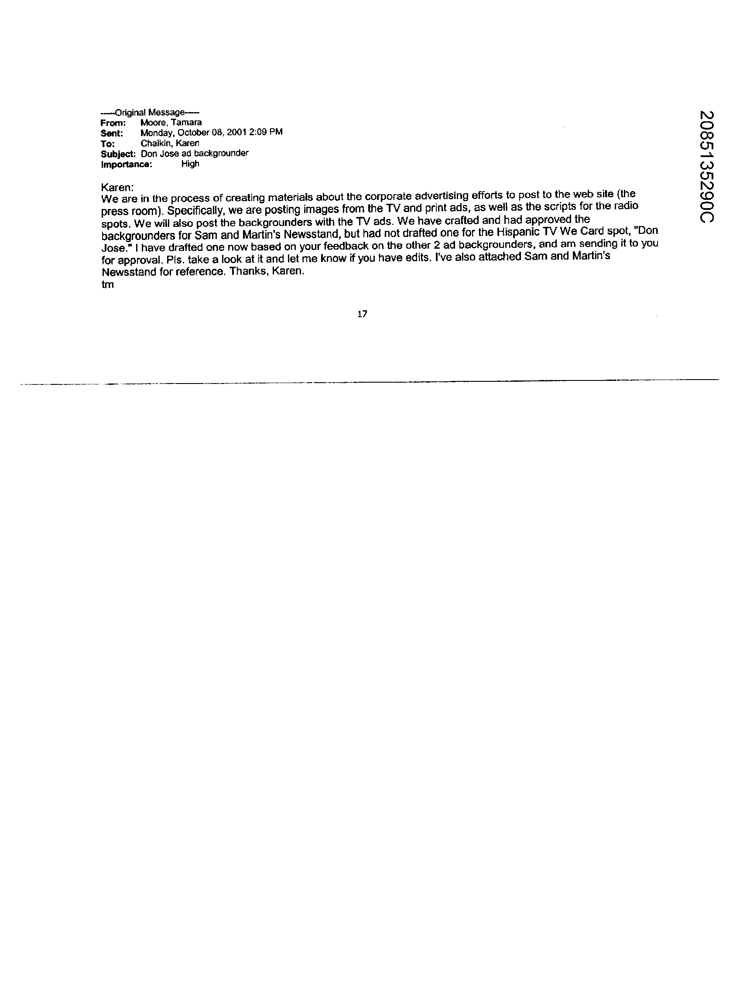 -----Original Message-----
From: Moore, Tamara
Sent: Monday, October 08, 2001 2:09 PM
To: Chaikin, Karen
Subject: Don Jose ad backgrounder
Importance: High
Karen:
We are in the process of creating materials about the corporate advertising efforts to post to the web site (the
press room). Specifically, we are posting images from the TV and print ads, as well as the scripts for the radio
spots. We will also post the backgrounders with the TV ads. We have crafted and had approved the
backgrounders for Sam and Martin's Newsstand, but had not drafted one for the Hispanic TV We Card spot, "Don
Jose." I have drafted one now based on your feedback on the other 2 ad backgrounders, and am sending it to you
for approval. Pls. take a look at it and let me know if you have edits. I've also attached Sam and Martin's
Newsstand for reference. Thanks, Karen.
tm
17
2085135290C